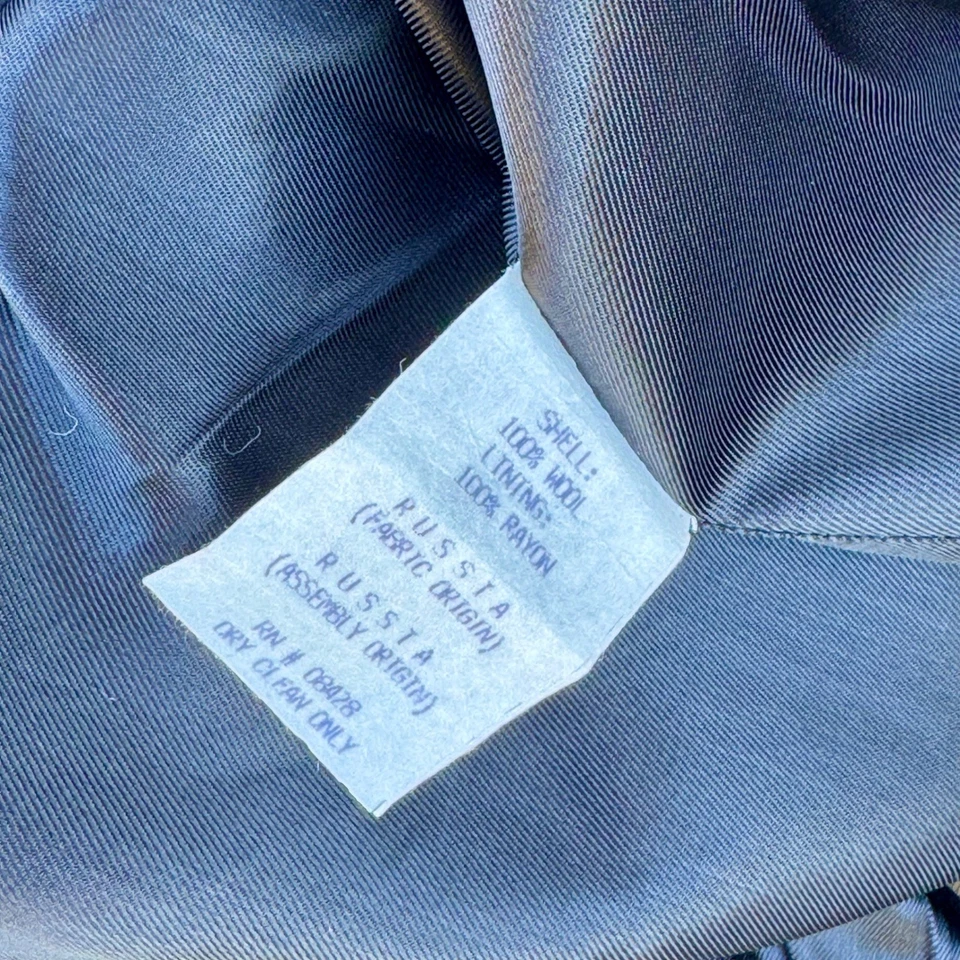 SHELL:
100% WOOL
LINING:
100% RAYON
RUSSIA
(FABRIC ORIGIN)
RUSSIA
(ASSEMBLY ORIGIN)
RN # 08428
DRY CLEAN ONLY